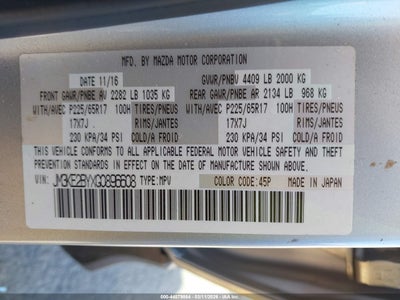 MFD. BY MAZDA MOTOR CORPORATION
DATE 11/16 GVWR/PNBV 4409 LB 2000 KG
FRONT GAWR/PNBE AV 2282 LB 1035 KG REAR GAWR/PNBE AR 2134 LB 968 KG
WITH/AVEC P225/65R17 100H TIRES/PNEUS WITH/AVEC P225/65R17 100H TIRES/PNEUS
17X7J RIMS/JANTES 17X7J RIMS/JANTES
230 KPA/34 PSI COLD/A FROID 230 KPA/34 PSI COLD/A FROID
THIS VEHICLE CONFORMS TO ALL APPLICABLE FEDERAL MOTOR VEHICLE SAFETY AND
THEFT PREVENTION STANDARDS IN EFFECT ON THE DATE OF MANUFACTURE SHOWN ABOVE.
VIN: JM3KE2BYXG0896608 TYPE:MPV COLOR CODE:45P MADE IN JAPAN